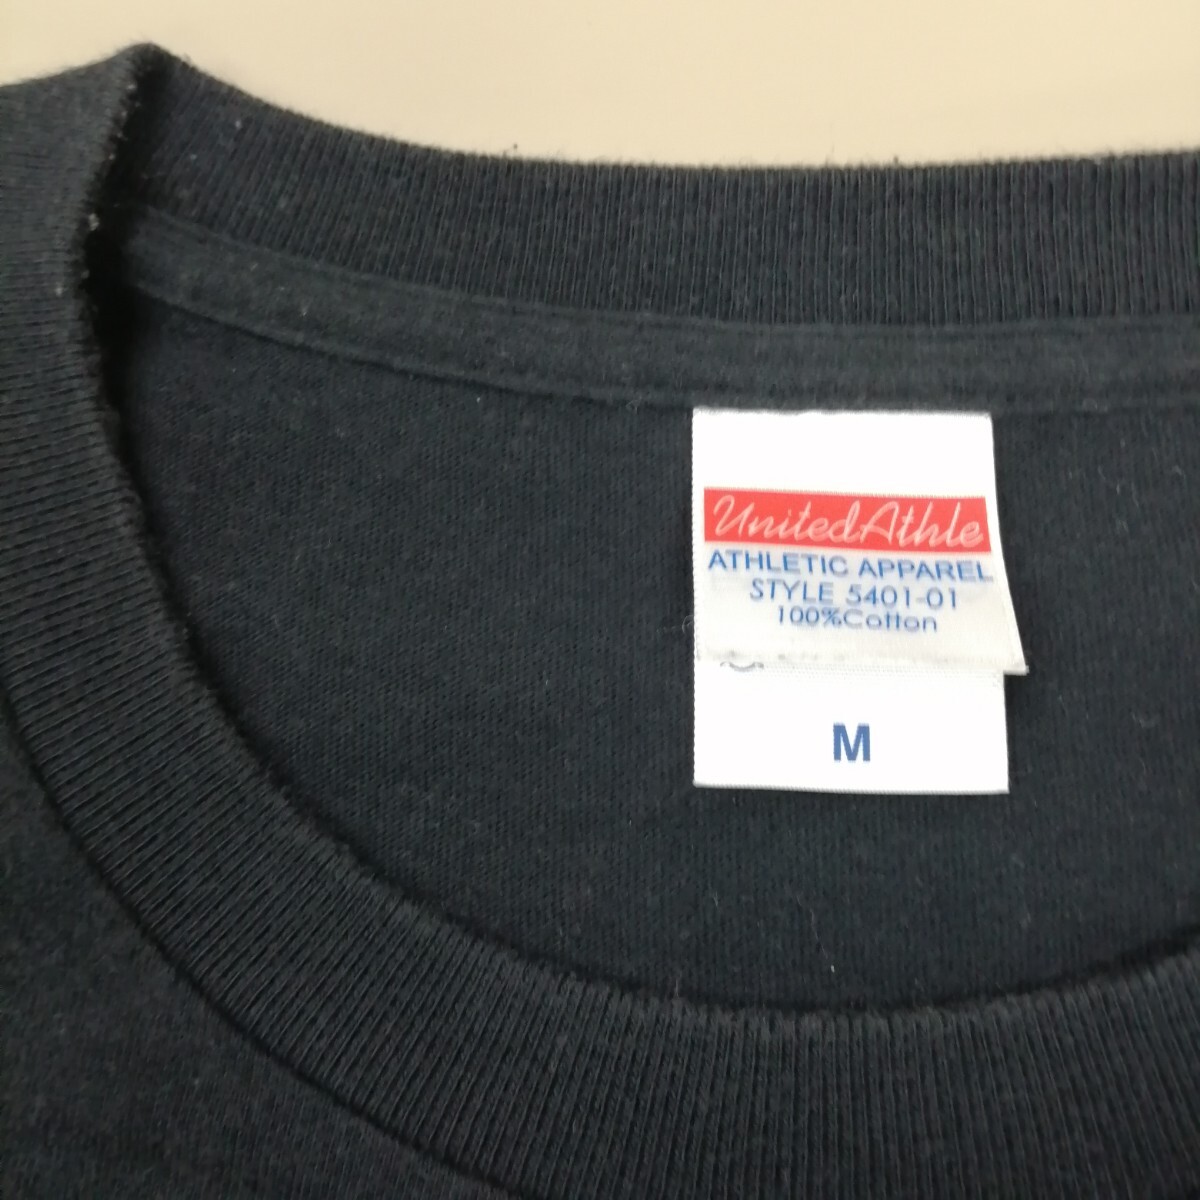 UnitedAthle
ATHLETIC APPAREL
STYLE 5401-01
100%Cotton
M